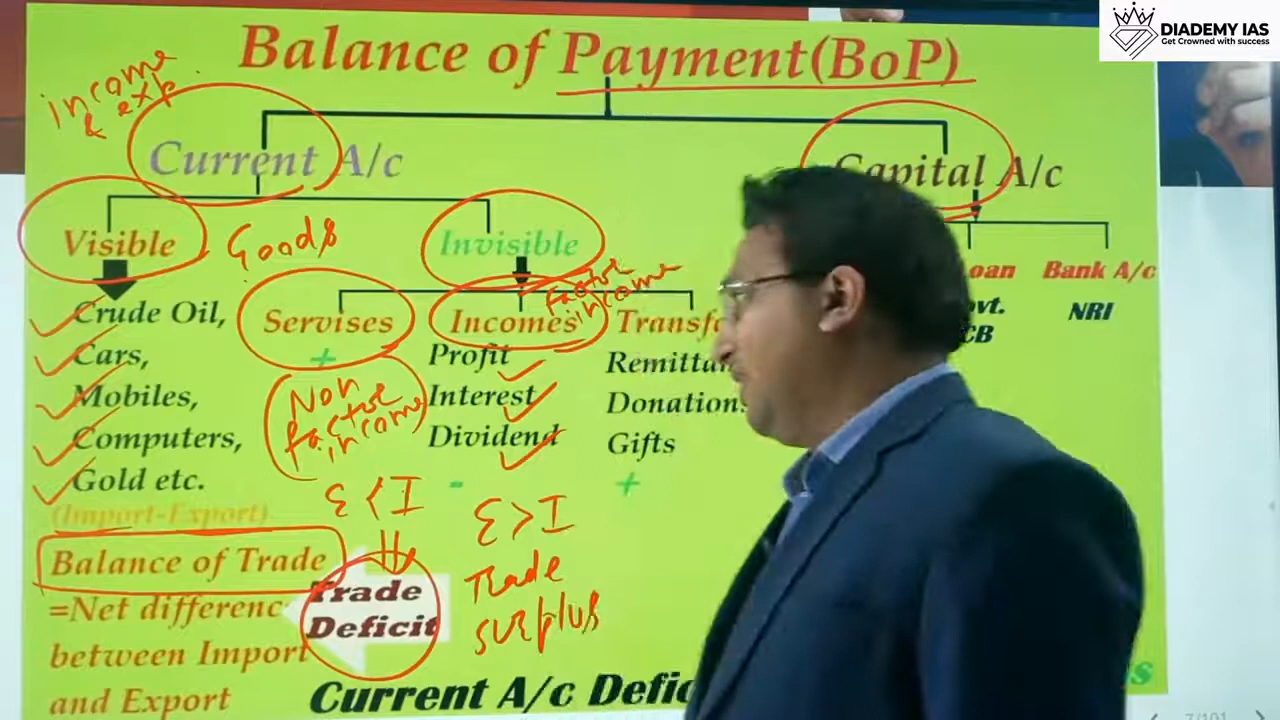 DIADEMY IAS
Get Crowned with success
Balance of Payment(BoP)
income
& exp.
Current A/c
Capital A/c
Visible
Goods
Invisible
Loan
Bank A/c
Factor
income
Crude Oil,
Servises
Incomes
NRI
Cars,
+
Profit
Mobiles,
Non
factor
income
Interest
Donation
Computers,
Dividend
Gifts
Gold etc.
-
+
(Import-Export)
E < I
E > I
Balance of Trade
Trade
Deficit
Trade
surplus
=Net differenc
between Import
and Export
Current A/c
7/101